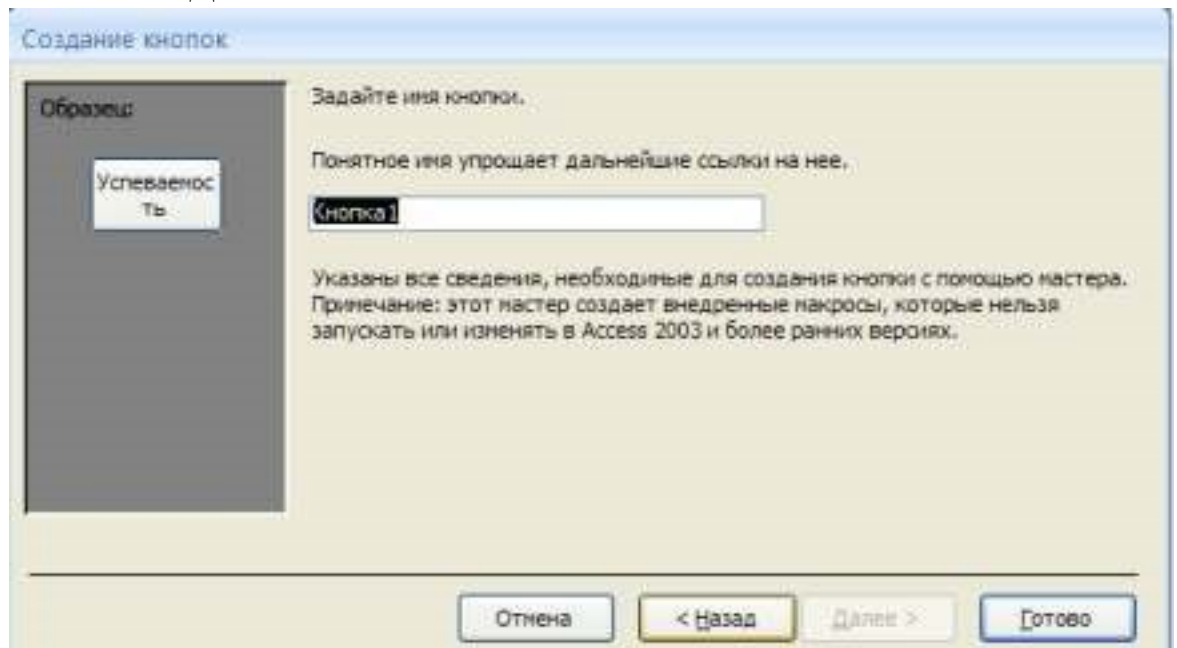 Создание кнопок
Образец:
Успеваемос
ть
Задайте имя кнопки.
Понятное имя упрощает дальнейшие ссылки на нее.
Кнопка1
Указаны все сведения, необходимые для создания кнопки с помощью мастера.
Примечание: этот мастер создает внедренные макросы, которые нельзя
запускать или изменять в Access 2003 и более ранних версиях.
Отмена
< Назад
Далее >
Готово